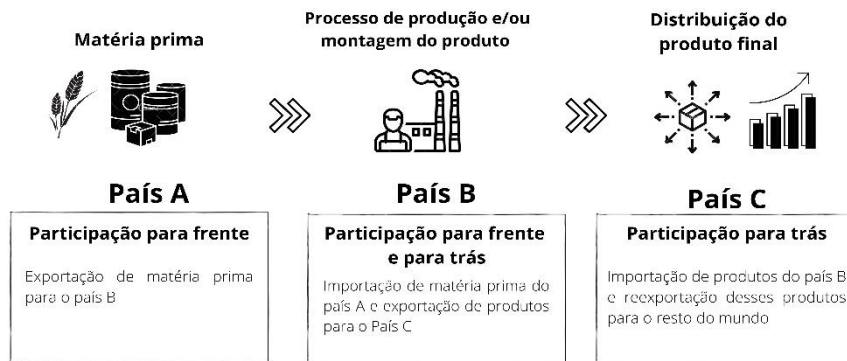 Matéria prima
Processo de produção e/ou
montagem do produto
Distribuição do
produto final
País A
Participação para frente
Exportação de matéria prima
para o país B
País B
Participação para frente
e para trás
Importação de matéria prima do
país A e exportação de produtos
para o País C
País C
Participação para trás
Importação de produtos do país B
e reexportação desses produtos
para o resto do mundo